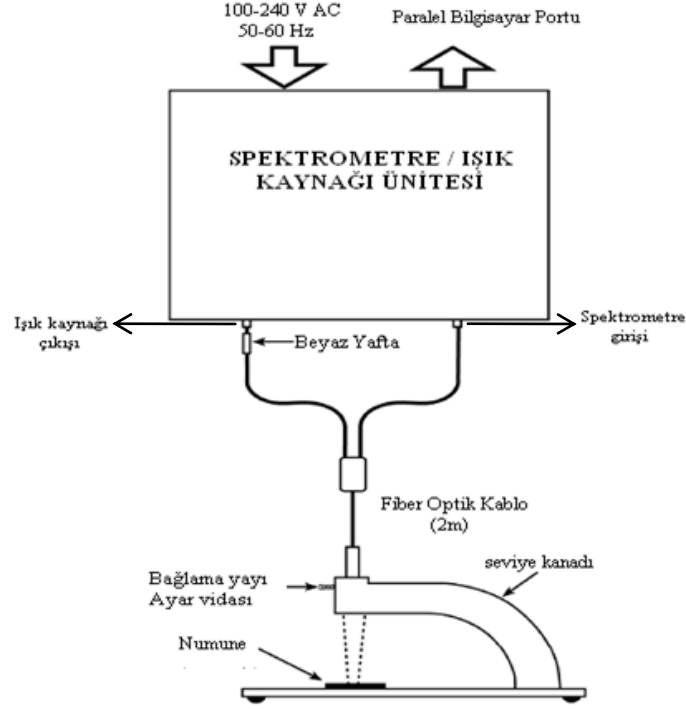 100-240 V AC
50-60 Hz
Paralel Bilgisayar Portu
SPEKTROMETRE / IŞIK
KAYNAĞI ÜNİTESİ
Işık kaynağı
çıkışı
Beyaz Yafta
Spektrometre
girişi
Fiber Optik Kablo
(2m)
seviye kanadı
Bağlama yayı
Ayar vidası
Numune